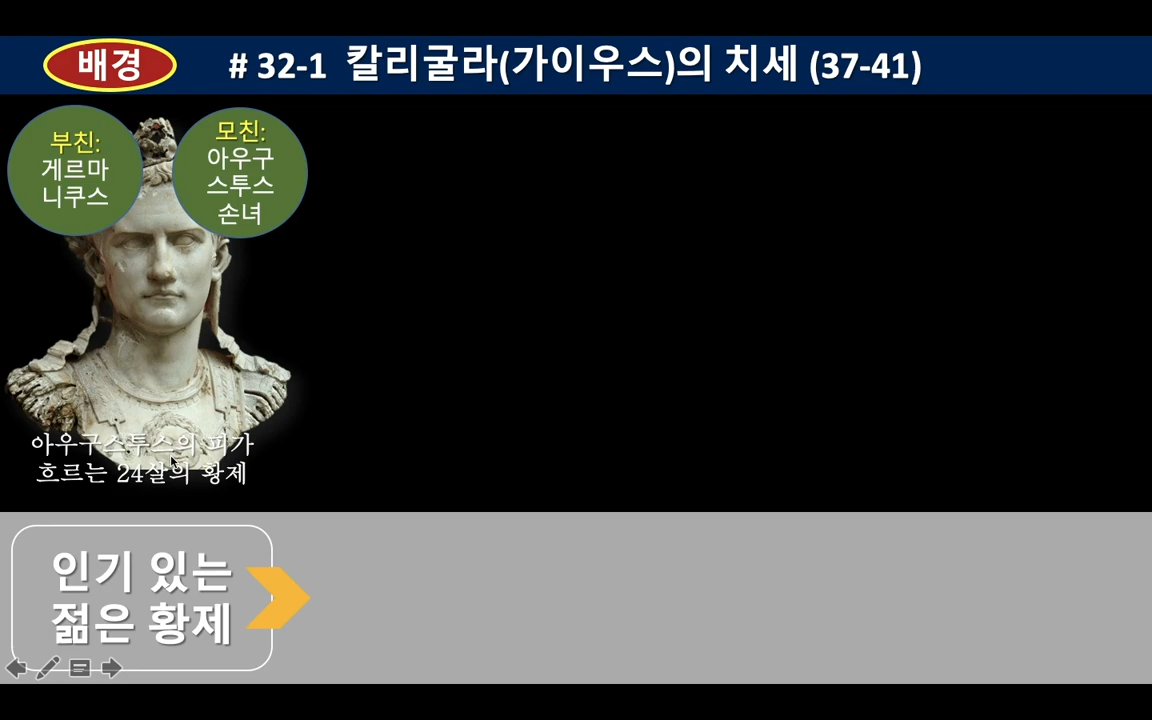 배경
# 32-1 칼리굴라(가이우스)의 치세 (37-41)
부친:
게르마
니쿠스
모친:
아우구
스투스
손녀
아우구스투스의 피가
흐르는 24살의 황제
인기 있는
젊은 황제